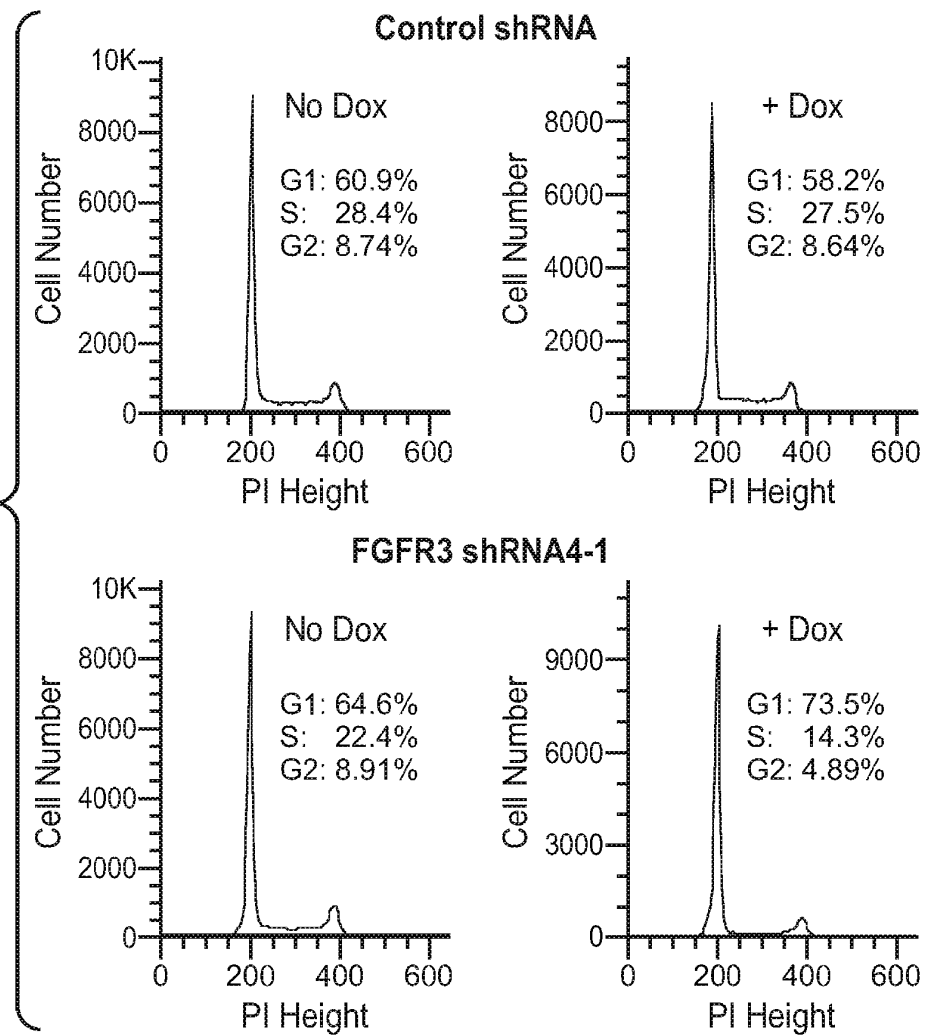 Control shRNA
No Dox
G1: 60.9%
S: 28.4%
G2: 8.74%
Cell Number
10K
8000
6000
4000
2000
0
0 200 400 600
PI Height
+ Dox
G1: 58.2%
S: 27.5%
G2: 8.64%
Cell Number
8000
6000
4000
2000
0
0 200 400 600
PI Height
FGFR3 shRNA4-1
No Dox
G1: 64.6%
S: 22.4%
G2: 8.91%
Cell Number
10K
8000
6000
4000
2000
0
0 200 400 600
PI Height
+ Dox
G1: 73.5%
S: 14.3%
G2: 4.89%
Cell Number
9000
6000
3000
0
0 200 400 600
PI Height